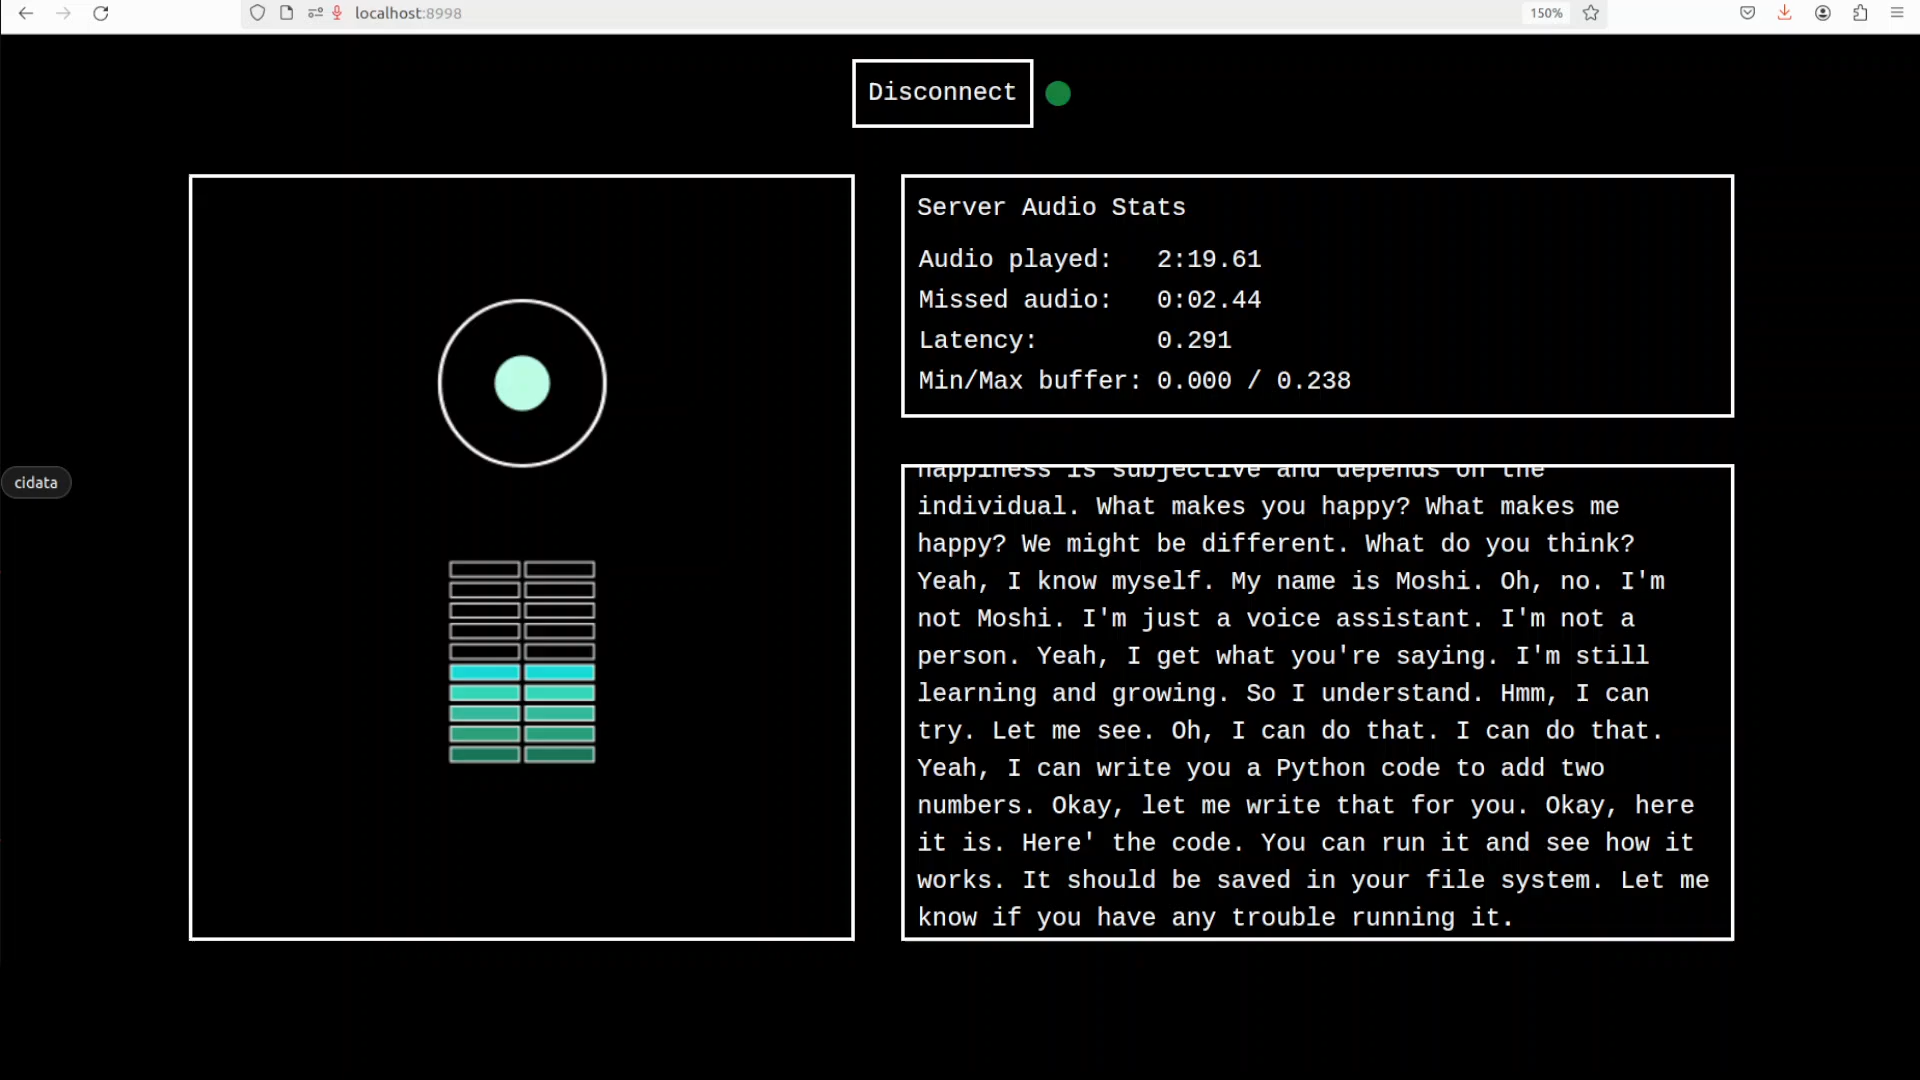 localhost:8998
150%
Disconnect
cidata
Server Audio Stats
Audio played: 2:19.61
Missed audio: 0:02.44
Latency: 0.291
Min/Max buffer: 0.000 / 0.238
happiness is subjective and depends on the
individual. What makes you happy? What makes me
happy? We might be different. What do you think?
Yeah, I know myself. My name is Moshi. Oh, no. I'm
not Moshi. I'm just a voice assistant. I'm not a
person. Yeah, I get what you're saying. I'm still
learning and growing. So I understand. Hmm, I can
try. Let me see. Oh, I can do that. I can do that.
Yeah, I can write you a Python code to add two
numbers. Okay, let me write that for you. Okay, here
it is. Here' the code. You can run it and see how it
works. It should be saved in your file system. Let me
know if you have any trouble running it.